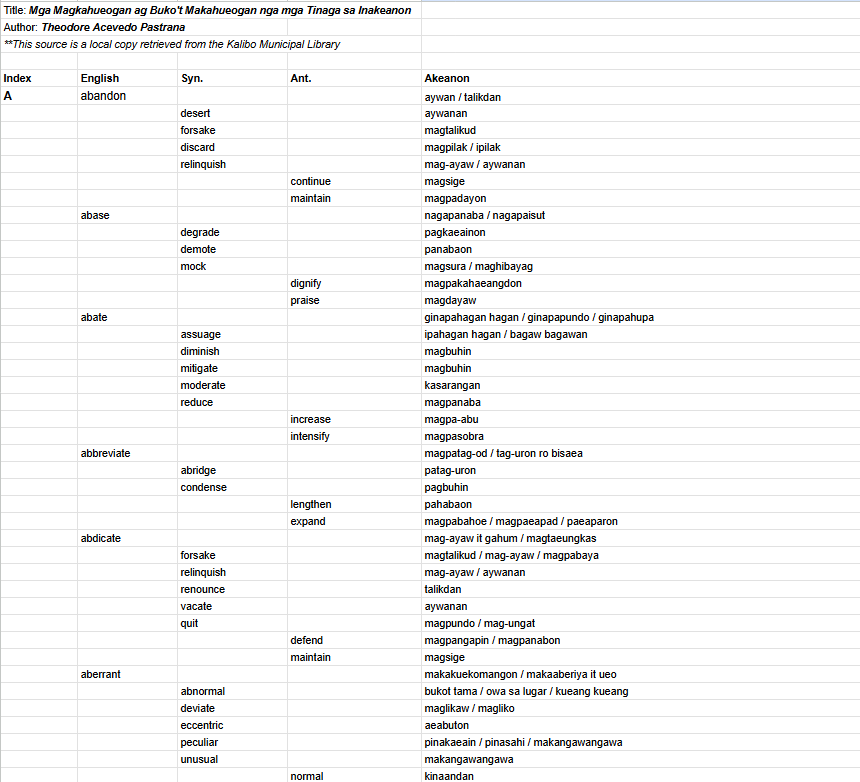 Title: Mga Magkahueogan ag Buko't Makahueogan nga mga Tinaga sa Inakeanon
Author: Theodore Acevedo Pastrana
**This source is a local copy retrieved from the Kalibo Municipal Library
Index English Syn. Ant. Akeanon
A abandon aywan / talikdan
desert aywanan
forsake magtalikud
discard magpilak / ipilak
relinquish mag-ayaw / aywanan
continue magsige
maintain magpadayon
abase nagapanaba / nagapaisut
degrade pagkaeainon
demote panabaon
mock magsura / maghibayag
dignify magpakahaeangdon
praise magdayaw
abate ginapahagan hagan / ginapapundo / ginapahupa
assuage ipahagan hagan / bagaw bagawan
diminish magbuhin
mitigate magbuhin
moderate kasarangan
reduce magpanaba
increase magpa-abu
intensify magpasobra
abbreviate magpatag-od / tag-uron ro bisaea
abridge patag-uron
condense pagbuhin
lengthen pahabaon
expand magpabahoe / magpaeapad / paeaparon
abdicate mag-ayaw it gahum / magtaeungkas
forsake magtalikud / mag-ayaw / magpabaya
relinquish mag-ayaw / aywanan
renounce talikdan
vacate aywanan
quit magpundo / mag-ungat
defend magpangapin / magpanabon
maintain magsige
aberrant makakuekomangon / makaaberiya it ueo
abnormal bukot tama / owa sa lugar / kueang kueang
deviate maglikaw / magliko
eccentric aeabuton
peculiar pinakaeain / pinasahi / makangawangawa
unusual makangawangawa
normal kinaandan